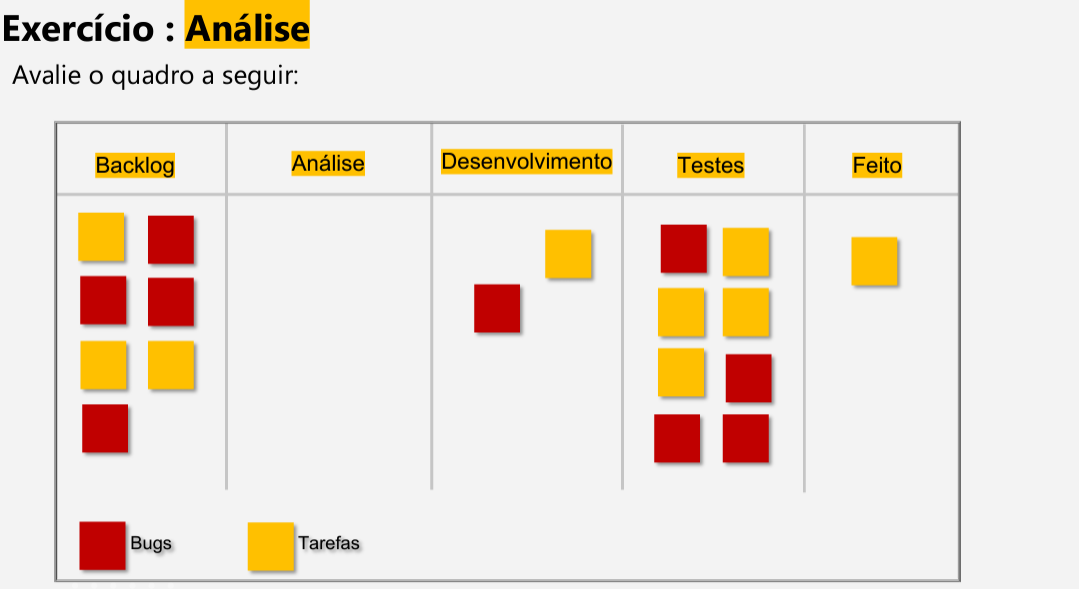 Exercício : Análise
Avalie o quadro a seguir:
Backlog
Análise
Desenvolvimento
Testes
Feito
Bugs
Tarefas